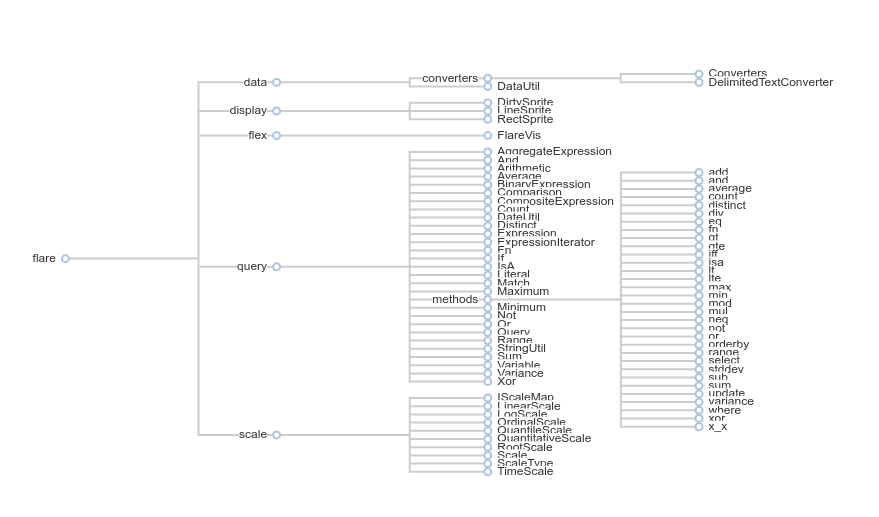 flare
data
display
flex
query
scale
converters
DataUtil
DirtySprite
LineSprite
RectSprite
FlareVis
AggregateExpression
And
Arithmetic
Average
BinaryExpression
Comparison
CompositeExpression
Count
DateUtil
Distinct
Expression
ExpressionIterator
Fn
If
IsA
Literal
Match
Maximum
methods
Minimum
Not
Or
Query
Range
StringUtil
Sum
Variable
Variance
Xor
IScaleMap
LinearScale
LogScale
OrdinalScale
QuantileScale
QuantitativeScale
RootScale
Scale
ScaleType
TimeScale
Converters
DelimitedTextConverter
add
and
average
count
distinct
div
eq
fn
gt
gte
iff
isa
lt
lte
max
min
mod
mul
neq
not
or
orderby
range
select
stddev
sub
sum
update
variance
where
xor
x_x